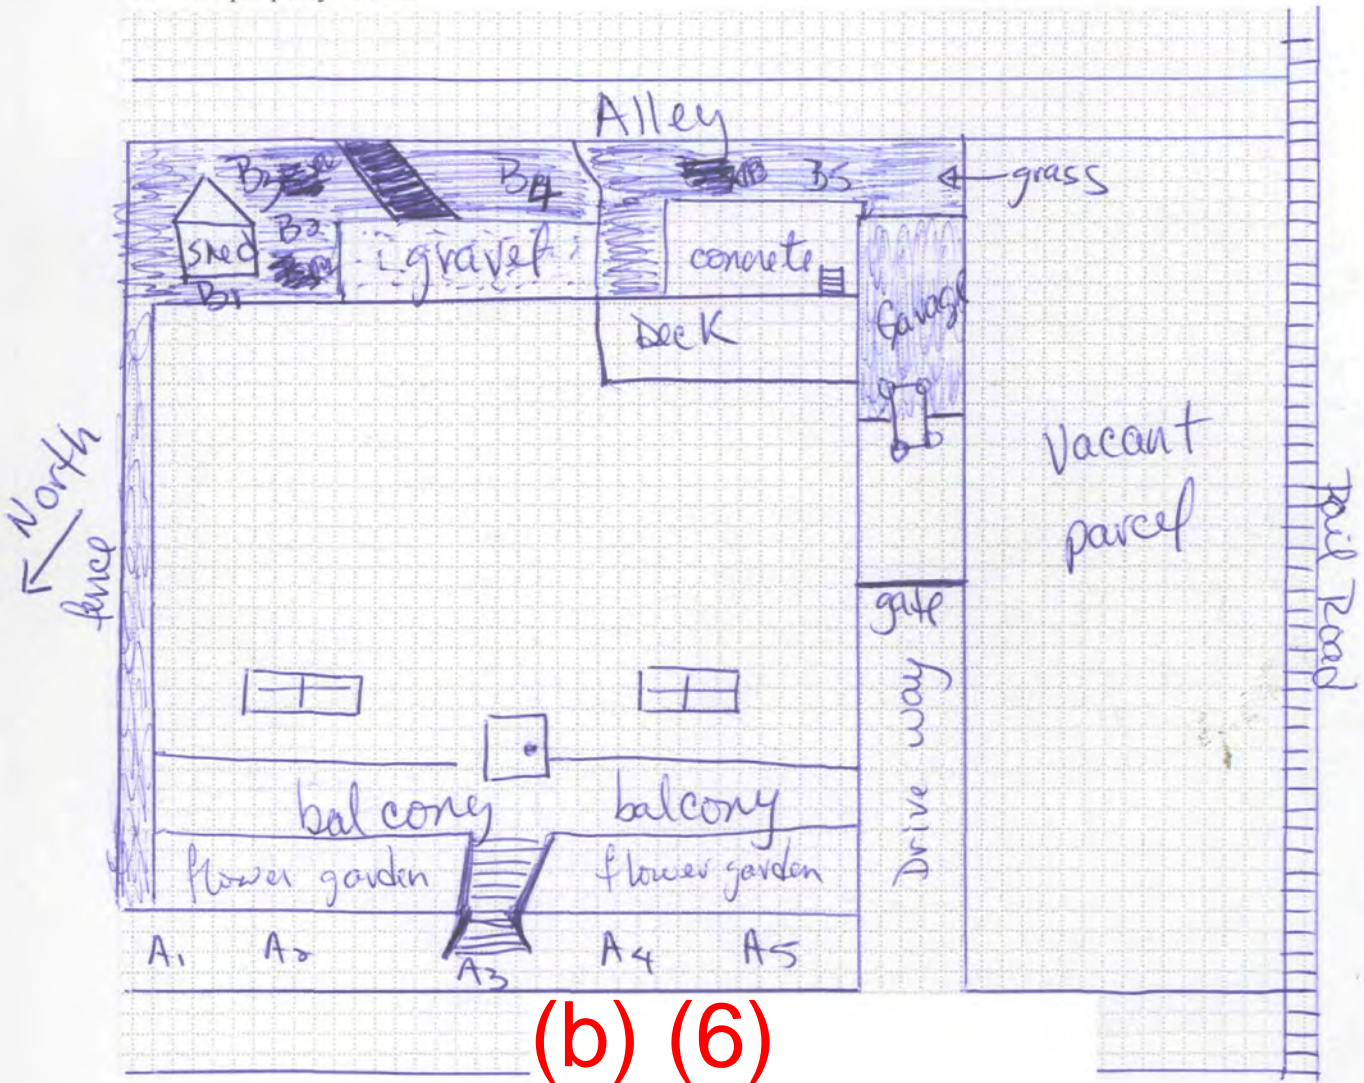 Alley
B3
B4
B5
grass
shed
B2
gravel
concrete
B1
Garage
Deck
North
fence
Vacant
parcel
Rail Road
gate
Drive way
balcony
balcony
flower garden
flower garden
A1
A2
A3
A4
A5
(b) (6)